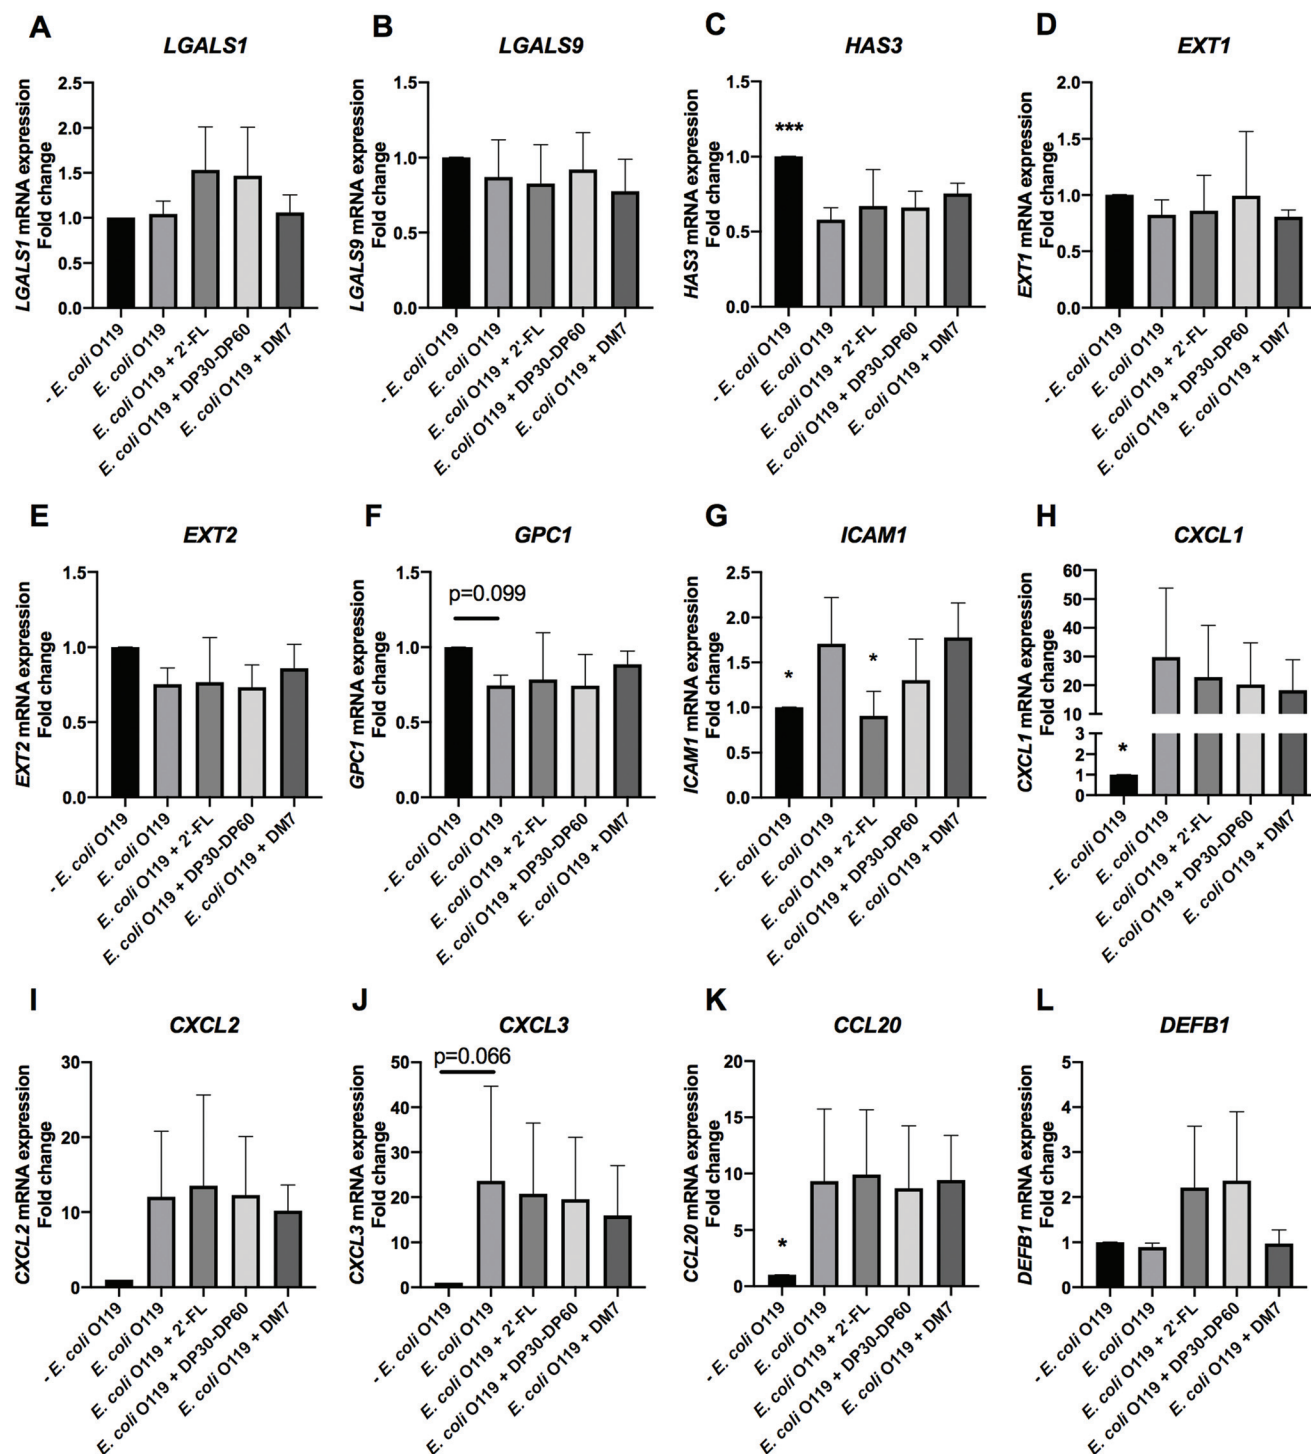 A
LGALS1
LGALS1 mRNA expression
Fold change
2.5
2.0
1.5
1.0
0.5
0.0
- E. coli O119
E. coli O119
E. coli O119 + 2'-FL
E. coli O119 + DP30-DP60
E. coli O119 + DM7
B
LGALS9
LGALS9 mRNA expression
Fold change
1.5
1.0
0.5
0.0
- E. coli O119
E. coli O119
E. coli O119 + 2'-FL
E. coli O119 + DP30-DP60
E. coli O119 + DM7
C
HAS3
HAS3 mRNA expression
Fold change
1.5
1.0
0.5
0.0
***
- E. coli O119
E. coli O119
E. coli O119 + 2'-FL
E. coli O119 + DP30-DP60
E. coli O119 + DM7
D
EXT1
EXT1 mRNA expression
Fold change
2.0
1.5
1.0
0.5
0.0
- E. coli O119
E. coli O119
E. coli O119 + 2'-FL
E. coli O119 + DP30-DP60
E. coli O119 + DM7
E
EXT2
EXT2 mRNA expression
Fold change
1.5
1.0
0.5
0.0
- E. coli O119
E. coli O119
E. coli O119 + 2'-FL
E. coli O119 + DP30-DP60
E. coli O119 + DM7
F
GPC1
GPC1 mRNA expression
Fold change
1.5
1.0
0.5
0.0
p=0.099
- E. coli O119
E. coli O119
E. coli O119 + 2'-FL
E. coli O119 + DP30-DP60
E. coli O119 + DM7
G
ICAM1
ICAM1 mRNA expression
Fold change
2.5
2.0
1.5
1.0
0.5
0.0
*
*
- E. coli O119
E. coli O119
E. coli O119 + 2'-FL
E. coli O119 + DP30-DP60
E. coli O119 + DM7
H
CXCL1
CXCL1 mRNA expression
Fold change
60
50
40
30
20
10
3
2
1
0
*
- E. coli O119
E. coli O119
E. coli O119 + 2'-FL
E. coli O119 + DP30-DP60
E. coli O119 + DM7
I
CXCL2
CXCL2 mRNA expression
Fold change
30
20
10
0
- E. coli O119
E. coli O119
E. coli O119 + 2'-FL
E. coli O119 + DP30-DP60
E. coli O119 + DM7
J
CXCL3
CXCL3 mRNA expression
Fold change
50
40
30
20
10
0
p=0.066
- E. coli O119
E. coli O119
E. coli O119 + 2'-FL
E. coli O119 + DP30-DP60
E. coli O119 + DM7
K
CCL20
CCL20 mRNA expression
Fold change
20
15
10
5
0
*
- E. coli O119
E. coli O119
E. coli O119 + 2'-FL
E. coli O119 + DP30-DP60
E. coli O119 + DM7
L
DEFB1
DEFB1 mRNA expression
Fold change
5
4
3
2
1
0
- E. coli O119
E. coli O119
E. coli O119 + 2'-FL
E. coli O119 + DP30-DP60
E. coli O119 + DM7